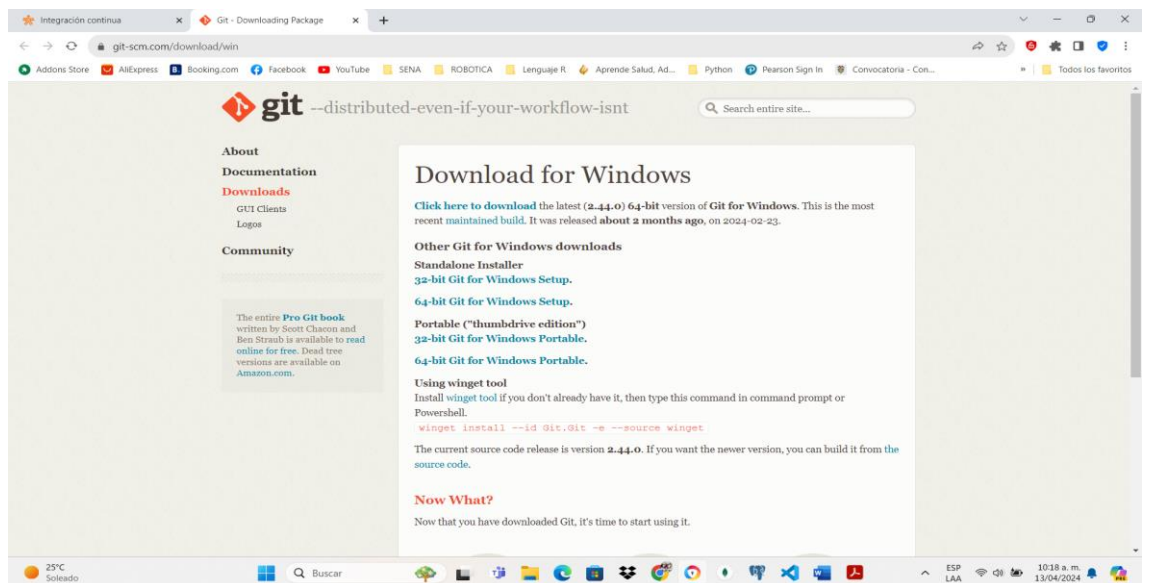 Integración continua
Git - Downloading Package
git-scm.com/download/win
Addons Store AliExpress Booking.com Facebook YouTube SENA ROBOTICA Lenguaje R Aprende Salud, Ad... Python Pearson Sign In Convocatoria - Con... » Todos los favoritos
git --distributed-even-if-your-workflow-isnt
Search entire site...
About
Documentation
Downloads
GUI Clients
Logos
Community
The entire Pro Git book
written by Scott Chacon and
Ben Straub is available to read
online for free. Dead tree
versions are available on
Amazon.com.
Download for Windows
Click here to download the latest (2.44.0) 64-bit version of Git for Windows. This is the most
recent maintained build. It was released about 2 months ago, on 2024-02-23.
Other Git for Windows downloads
Standalone Installer
32-bit Git for Windows Setup.
64-bit Git for Windows Setup.
Portable ("thumbdrive edition")
32-bit Git for Windows Portable.
64-bit Git for Windows Portable.
Using winget tool
Install winget tool if you don't already have it, then type this command in command prompt or
Powershell.
winget install --id Git.Git -e --source winget
The current source code release is version 2.44.0. If you want the newer version, you can build it from the
source code.
Now What?
Now that you have downloaded Git, it's time to start using it.
25°C
Soleado
Buscar
ESP
LAA
10:18 a. m.
13/04/2024